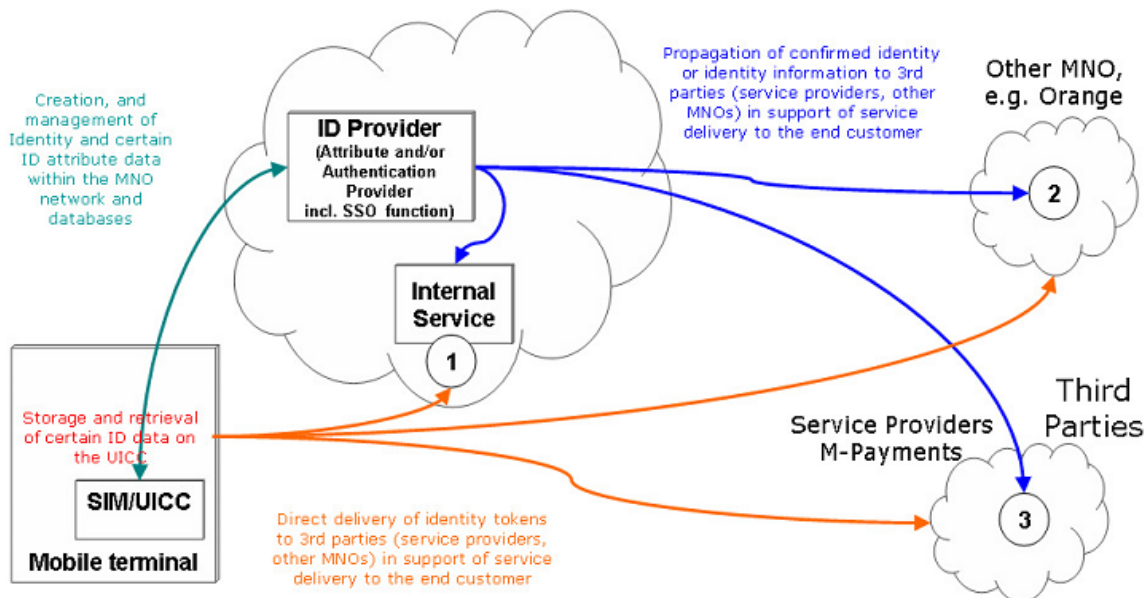 Propagation of confirmed identity
or identity information to 3rd
parties (service providers, other
MNOs) in support of service
delivery to the end customer
Other MNO,
e.g. Orange
2
Creation, and
management of
Identity and certain
ID attribute data
within the MNO
network and
databases
ID Provider
(Attribute and/or
Authentication
Provider
incl. SSO function)
Internal
Service
1
Storage and retrieval
of certain ID data on
the UICC
SIM/UICC
Mobile terminal
Third
Parties
Service Providers
M-Payments
3
Direct delivery of identity tokens
to 3rd parties (service providers,
other MNOs) in support of service
delivery to the end customer